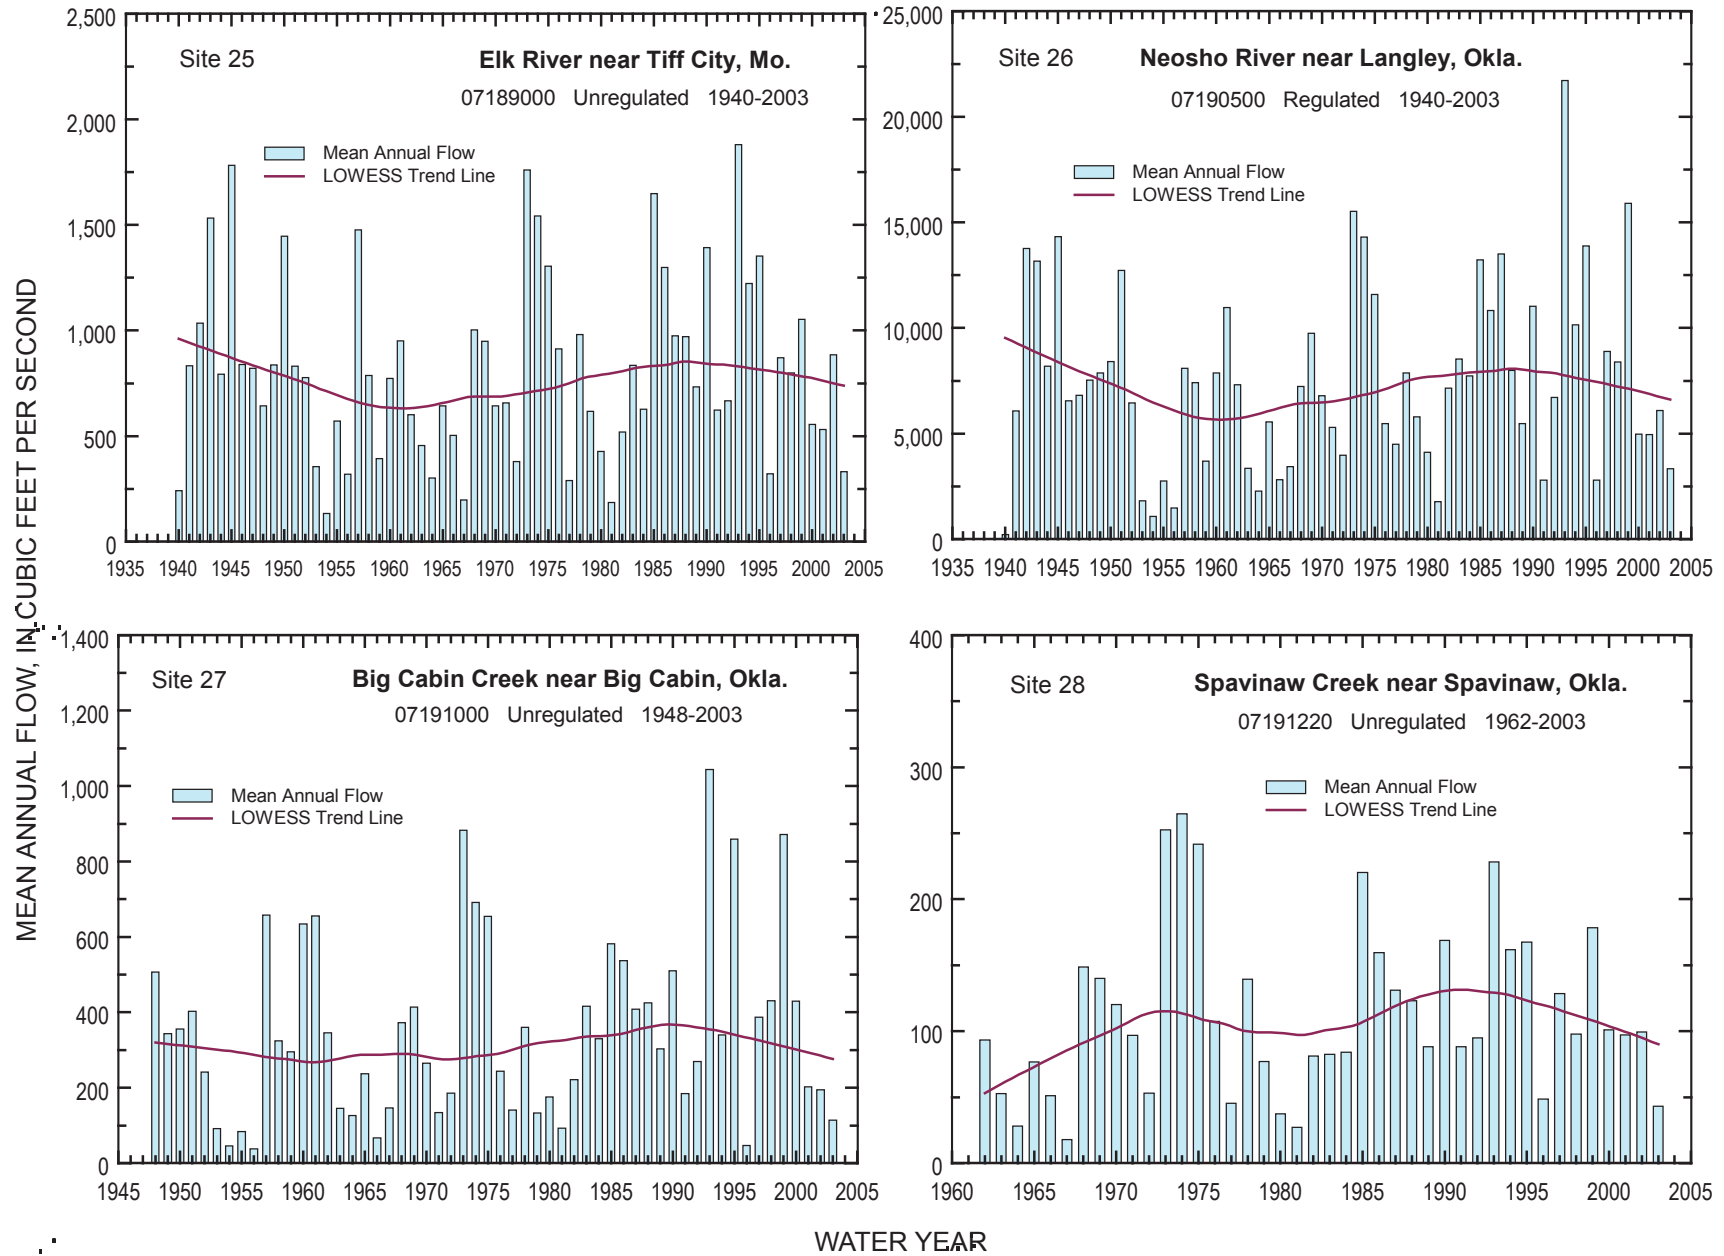 MEAN ANNUAL FLOW, IN CUBIC FEET PER SECOND
Site 25
Elk River near Tiff City, Mo.
07189000 Unregulated 1940-2003
Mean Annual Flow
LOWESS Trend Line
2,500
2,000
1,500
1,000
500
0
1935 1940 1945 1950 1955 1960 1965 1970 1975 1980 1985 1990 1995 2000 2005
Site 26
Neosho River near Langley, Okla.
07190500 Regulated 1940-2003
Mean Annual Flow
LOWESS Trend Line
25,000
20,000
15,000
10,000
5,000
0
1935 1940 1945 1950 1955 1960 1965 1970 1975 1980 1985 1990 1995 2000 2005
Site 27
Big Cabin Creek near Big Cabin, Okla.
07191000 Unregulated 1948-2003
Mean Annual Flow
LOWESS Trend Line
1,400
1,200
1,000
800
600
400
200
0
1945 1950 1955 1960 1965 1970 1975 1980 1985 1990 1995 2000 2005
Site 28
Spavinaw Creek near Spavinaw, Okla.
07191220 Unregulated 1962-2003
Mean Annual Flow
LOWESS Trend Line
400
300
200
100
0
1960 1965 1970 1975 1980 1985 1990 1995 2000 2005
WATER YEAR